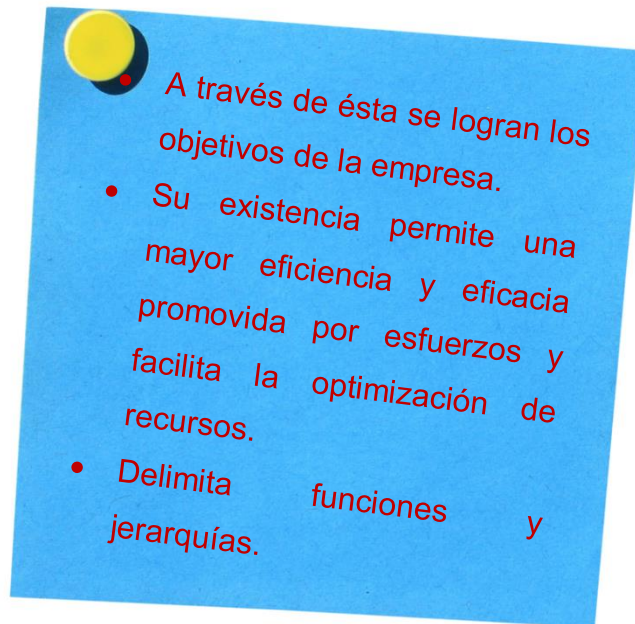 • A través de ésta se logran los
objetivos de la empresa.
• Su existencia permite una
mayor eficiencia y eficacia
promovida por esfuerzos y
facilita la optimización de
recursos.
• Delimita funciones y
jerarquías.